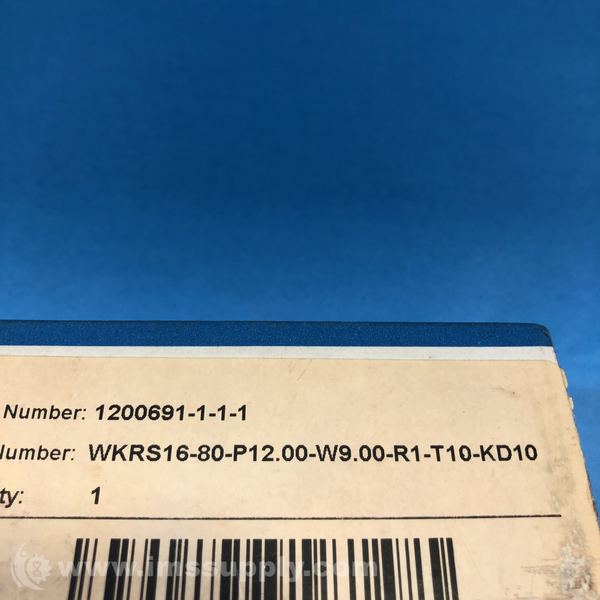 Number: 1200691-1-1-1
Number: WKRS16-80-P12.00-W9.00-R1-T10-KD10
ty: 1
www.imssupply.com